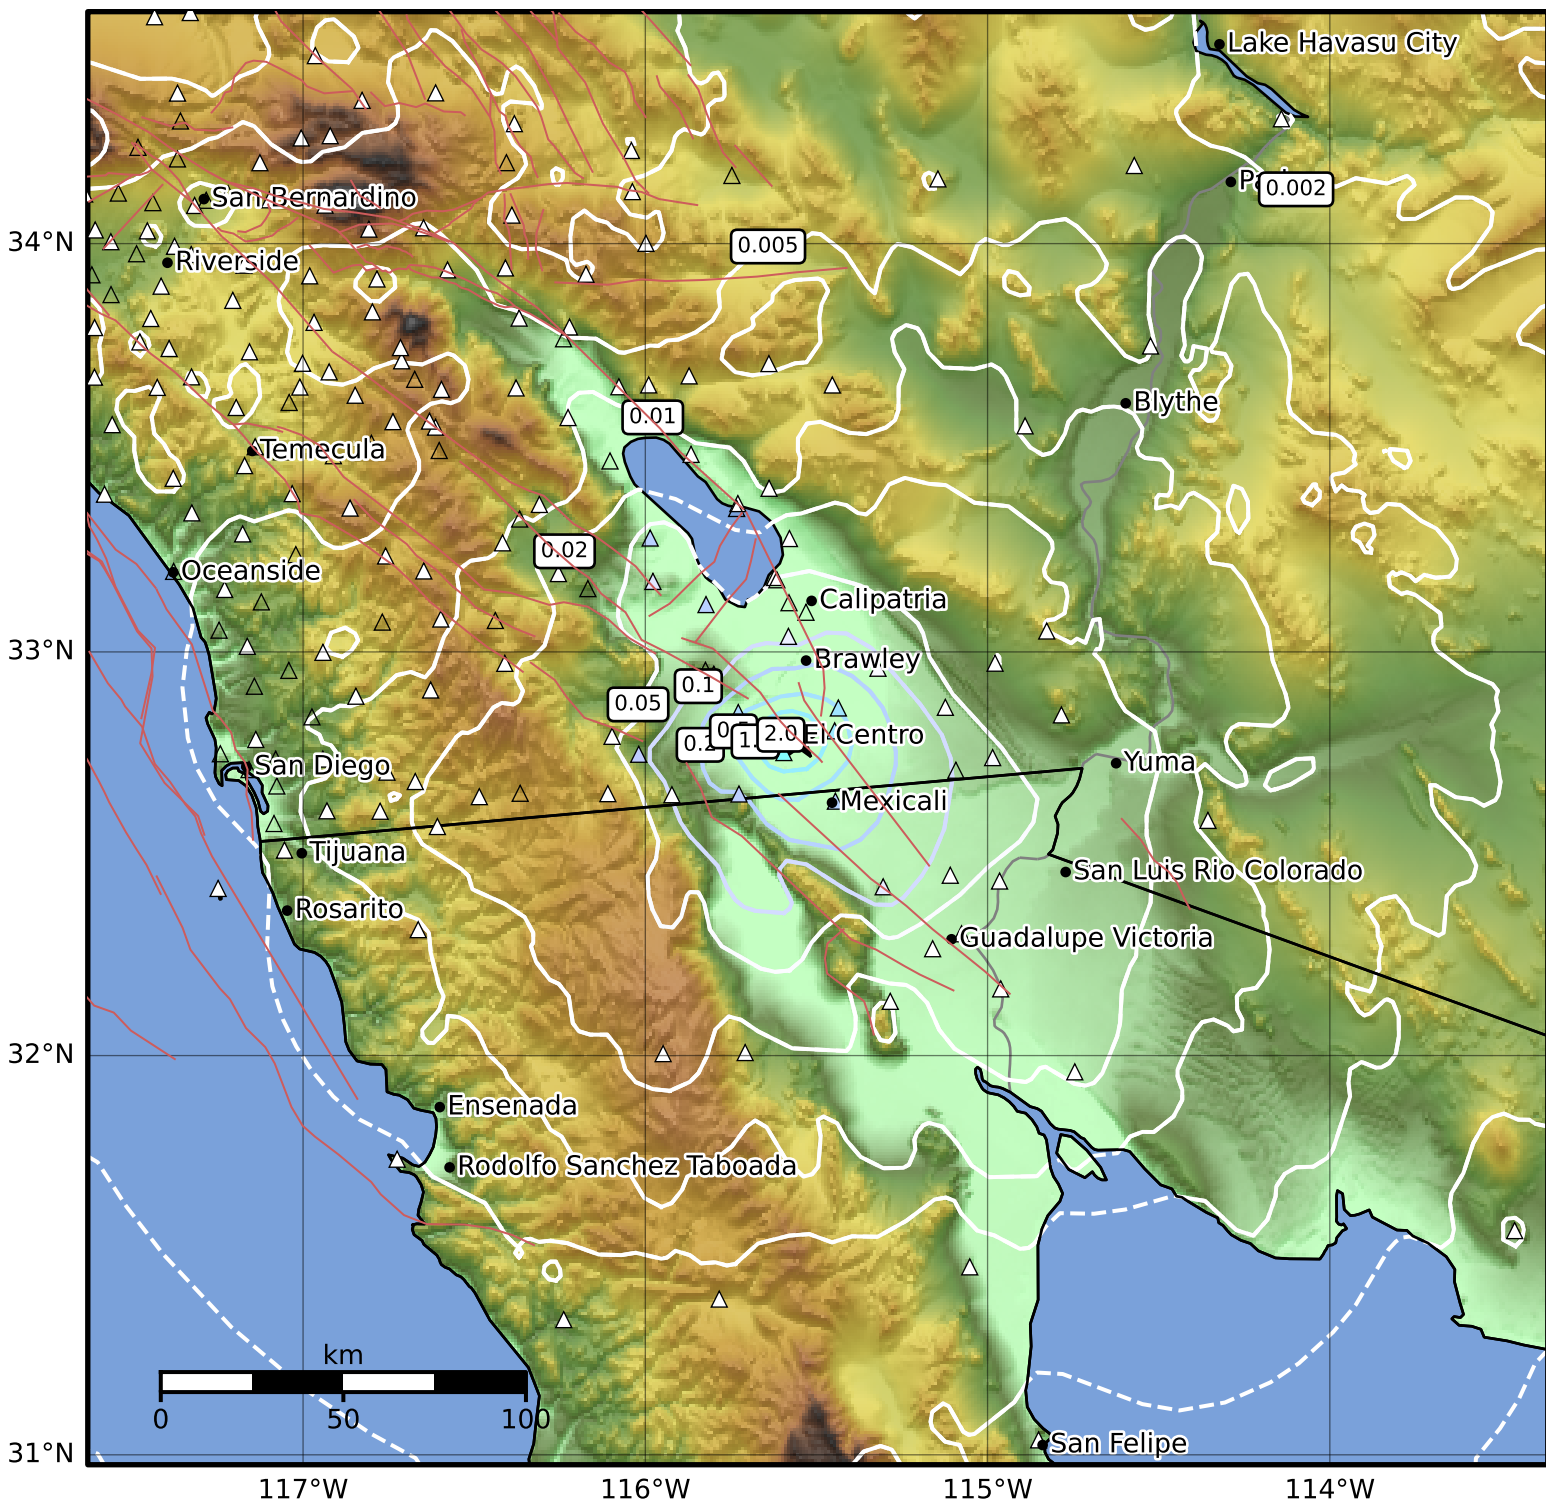 Lake Havasu City
0.002
San Bernardino
34°N
0.005
Riverside
Blythe
0.01
Temecula
0.02
Oceanside
Calipatria
33°N
Brawley
0.1
0.05
2.0
El Centro
San Diego
Yuma
Mexicali
Tijuana
San Luis Rio Colorado
Rosarito
Guadalupe Victoria
32°N
Ensenada
Rodolfo Sanchez Taboada
km
0 50 100
31°N
San Felipe
117°W 116°W 115°W 114°W